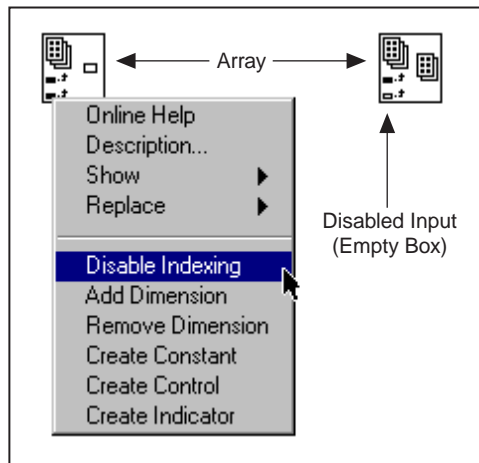 Array
Online Help
Description...
Show
Replace
Disable Indexing
Add Dimension
Remove Dimension
Create Constant
Create Control
Create Indicator
Disabled Input
(Empty Box)